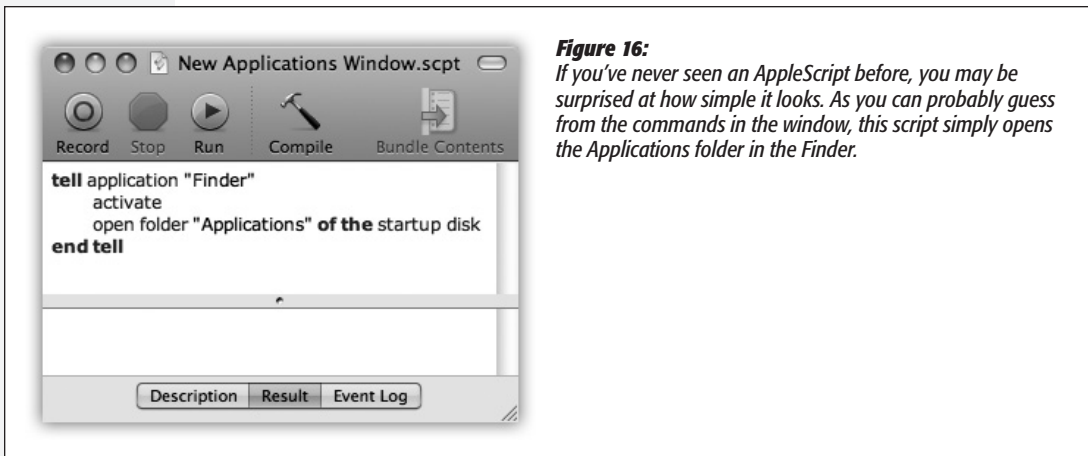 New Applications Window.scpt
Record Stop Run Compile Bundle Contents
tell application "Finder"
activate
open folder "Applications" of the startup disk
end tell
Description Result Event Log
Figure 16:
If you've never seen an AppleScript before, you may be
surprised at how simple it looks. As you can probably guess
from the commands in the window, this script simply opens
the Applications folder in the Finder.